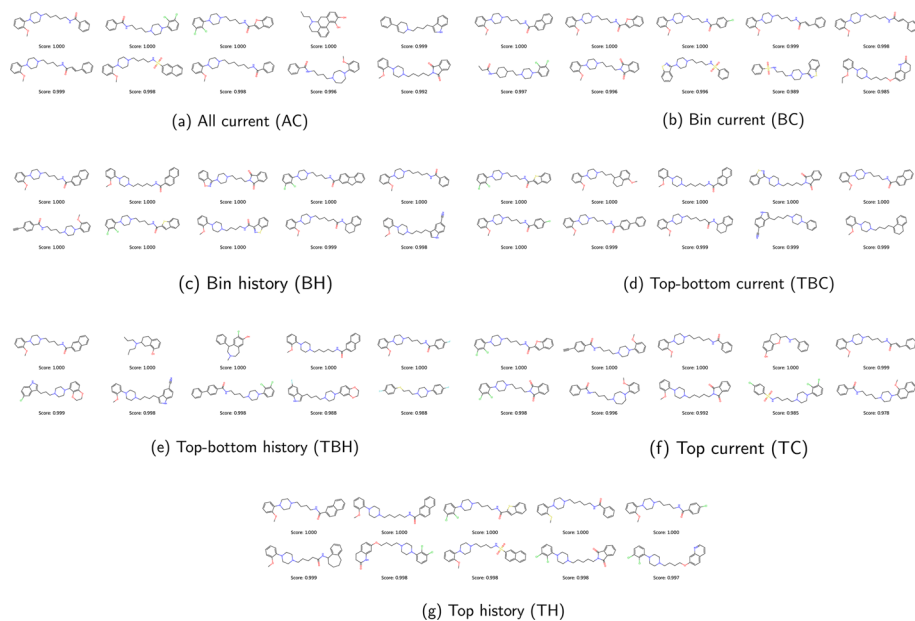 Score: 1.000 Score: 1.000 Score: 1.000 Score: 1.000 Score: 0.999
Score: 0.999 Score: 0.998 Score: 0.998 Score: 0.996 Score: 0.992
(a) All current (AC)
Score: 1.000 Score: 1.000 Score: 1.000 Score: 0.999 Score: 0.998
Score: 0.997 Score: 0.996 Score: 0.996 Score: 0.989 Score: 0.985
(b) Bin current (BC)
Score: 1.000 Score: 1.000 Score: 1.000 Score: 1.000 Score: 1.000
Score: 1.000 Score: 1.000 Score: 1.000 Score: 0.999 Score: 0.998
(c) Bin history (BH)
Score: 1.000 Score: 1.000 Score: 1.000 Score: 1.000 Score: 1.000
Score: 1.000 Score: 0.999 Score: 0.999 Score: 0.999 Score: 0.999
(d) Top-bottom current (TBC)
Score: 1.000 Score: 1.000 Score: 1.000 Score: 1.000 Score: 1.000
Score: 0.999 Score: 0.998 Score: 0.988 Score: 0.988
(e) Top-bottom history (TBH)
Score: 1.000 Score: 1.000 Score: 1.000 Score: 1.000 Score: 0.999
Score: 0.998 Score: 0.996 Score: 0.992 Score: 0.985 Score: 0.978
(f) Top current (TC)
Score: 1.000 Score: 1.000 Score: 1.000 Score: 1.000 Score: 1.000
Score: 0.999 Score: 0.998 Score: 0.998 Score: 0.998 Score: 0.997
(g) Top history (TH)